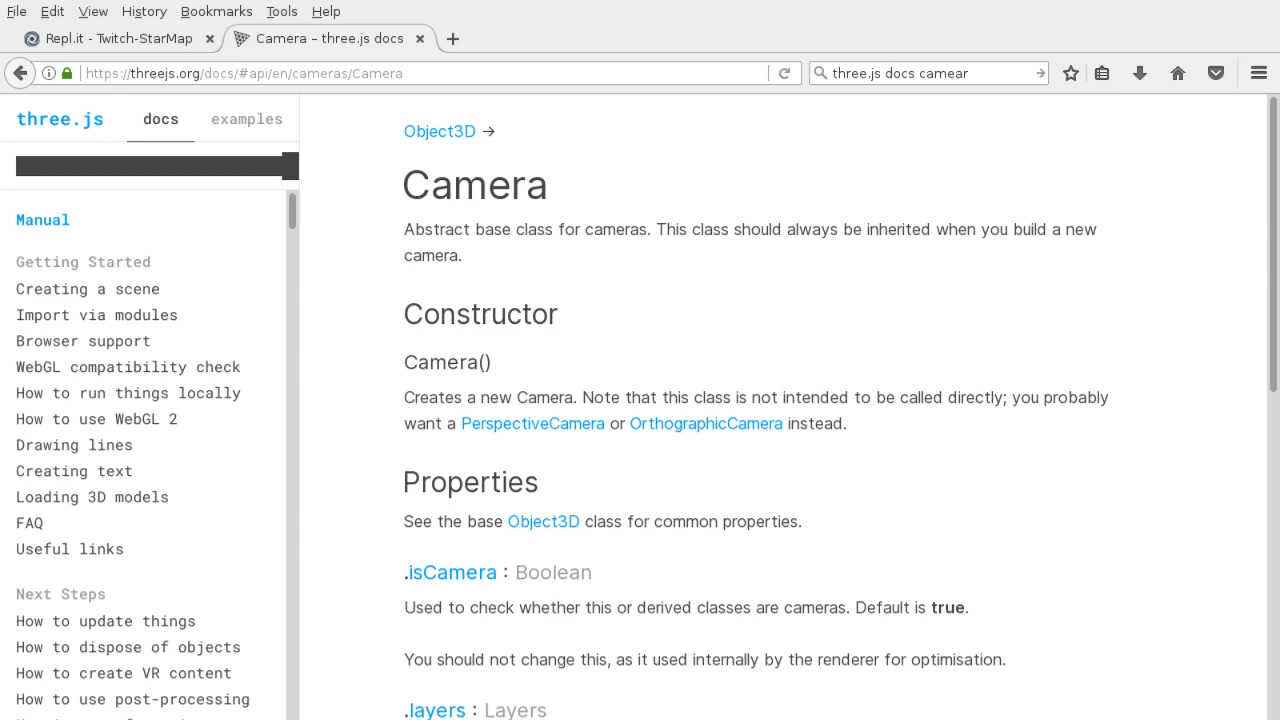 File Edit View History Bookmarks Tools Help
Repl.it - Twitch-StarMap × Camera – three.js docs × +
https://threejs.org/docs/#api/en/cameras/Camera three.js docs camear
three.js docs examples
Manual
Getting Started
Creating a scene
Import via modules
Browser support
WebGL compatibility check
How to run things locally
How to use WebGL 2
Drawing lines
Creating text
Loading 3D models
FAQ
Useful links
Next Steps
How to update things
How to dispose of objects
How to create VR content
How to use post-processing
Object3D →
Camera
Abstract base class for cameras. This class should always be inherited when you build a new
camera.
Constructor
Camera()
Creates a new Camera. Note that this class is not intended to be called directly; you probably
want a PerspectiveCamera or OrthographicCamera instead.
Properties
See the base Object3D class for common properties.
.isCamera : Boolean
Used to check whether this or derived classes are cameras. Default is true.
You should not change this, as it used internally by the renderer for optimisation.
.layers : Layers